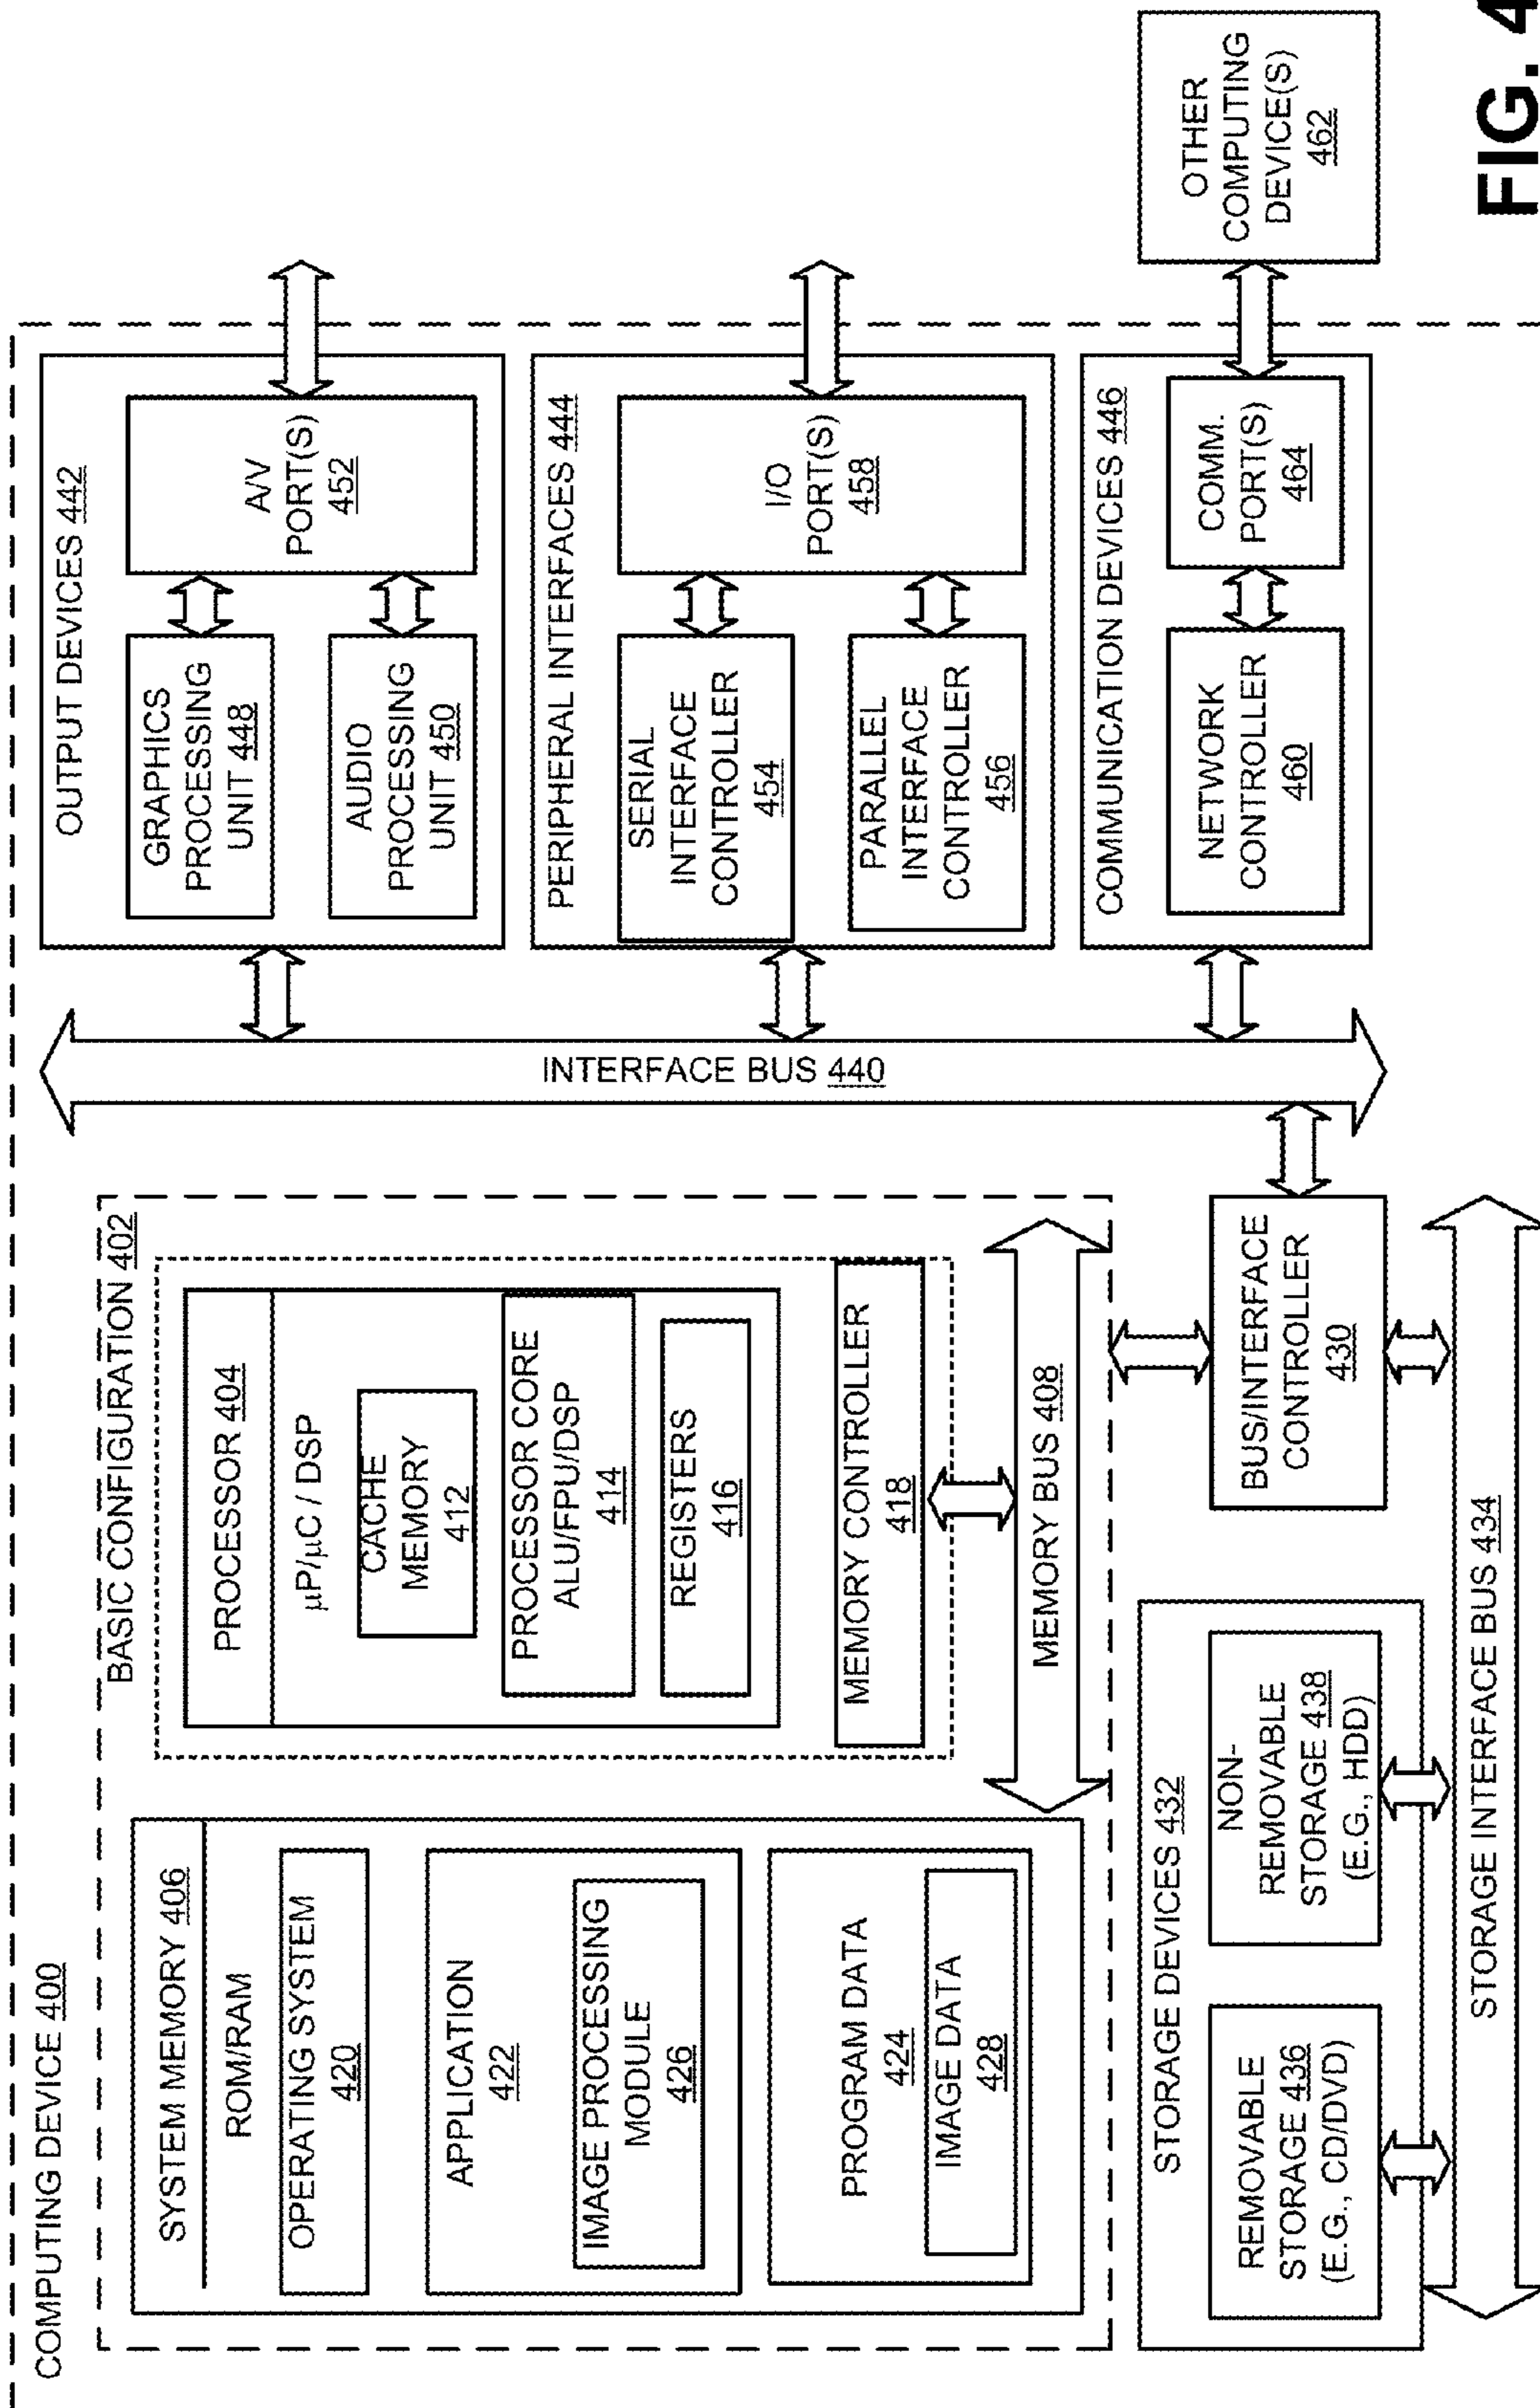 COMPUTING DEVICE 400
BASIC CONFIGURATION 402
SYSTEM MEMORY 406
ROM/RAM
OPERATING SYSTEM
420
APPLICATION
422
IMAGE PROCESSING
MODULE
426
PROGRAM DATA
424
IMAGE DATA
428
PROCESSOR 404
µP/µC / DSP
CACHE
MEMORY
412
PROCESSOR CORE
ALU/FPU/DSP
414
REGISTERS
416
MEMORY CONTROLLER
418
MEMORY BUS 408
BUS/INTERFACE
CONTROLLER
430
STORAGE DEVICES 432
REMOVABLE
STORAGE 436
(E.G., CD/DVD)
NON-
REMOVABLE
STORAGE 438
(E.G., HDD)
STORAGE INTERFACE BUS 434
INTERFACE BUS 440
OUTPUT DEVICES 442
GRAPHICS
PROCESSING
UNIT 448
AUDIO
PROCESSING
UNIT 450
A/V
PORT(S)
452
PERIPHERAL INTERFACES 444
SERIAL
INTERFACE
CONTROLLER
454
PARALLEL
INTERFACE
CONTROLLER
456
I/O
PORT(S)
458
COMMUNICATION DEVICES 446
NETWORK
CONTROLLER
460
COMM.
PORT(S)
464
OTHER
COMPUTING
DEVICE(S)
462
FIG. 4